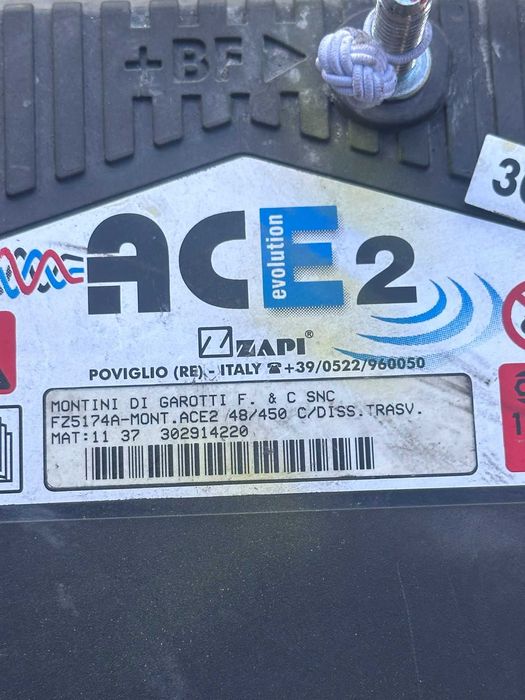 +BF
30
ACE 2
evolution
ZAPI®
POVIGLIO (RE) - ITALY ☎ +39/0522/960050
MONTINI DI GAROTTI F. & C SNC
FZ5174A-MONT.ACE2 48/450 C/DISS.TRASV.
MAT:11 37 302914220